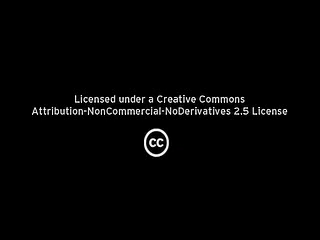 Licensed under a Creative Commons
Attribution-NonCommercial-NoDerivatives 2.5 License
cc